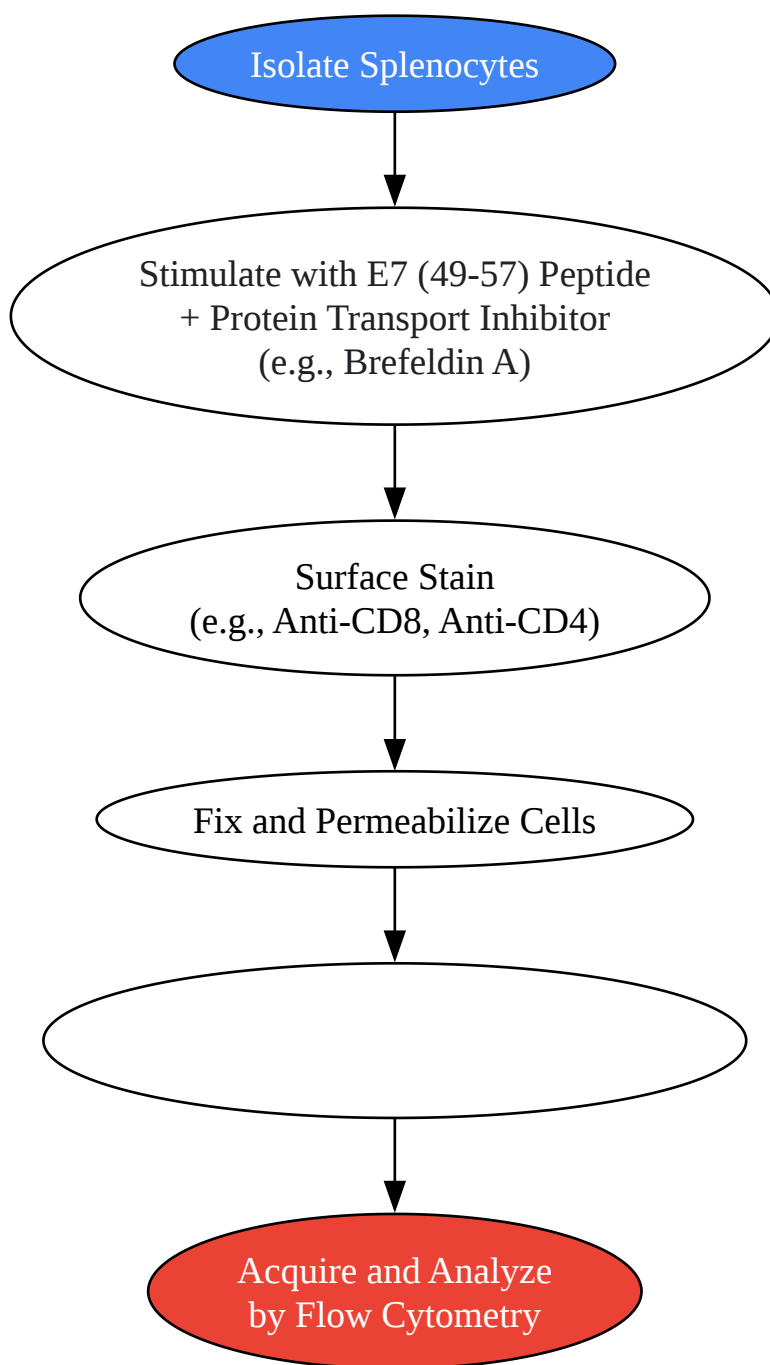 Isolate Splenocytes
Stimulate with E7 (49-57) Peptide
+ Protein Transport Inhibitor
(e.g., Brefeldin A)
Surface Stain
(e.g., Anti-CD8, Anti-CD4)
Fix and Permeabilize Cells
Acquire and Analyze
by Flow Cytometry